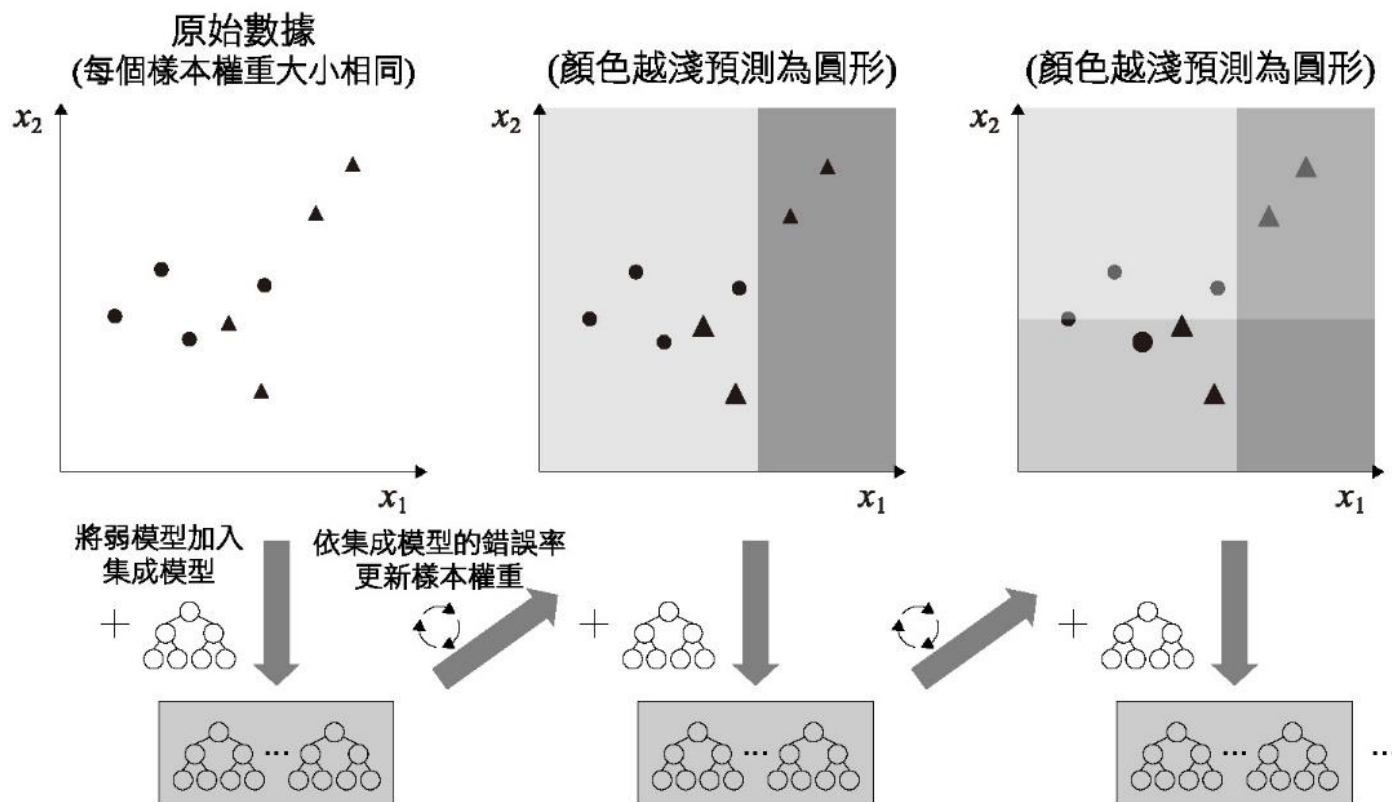 原始數據
(每個樣本權重大小相同)
(顏色越淺預測為圓形)
(顏色越淺預測為圓形)
x₂
x₂
x₂
x₁
x₁
x₁
將弱模型加入
集成模型
依集成模型的錯誤率
更新樣本權重
+
+
+
...
...
...
...